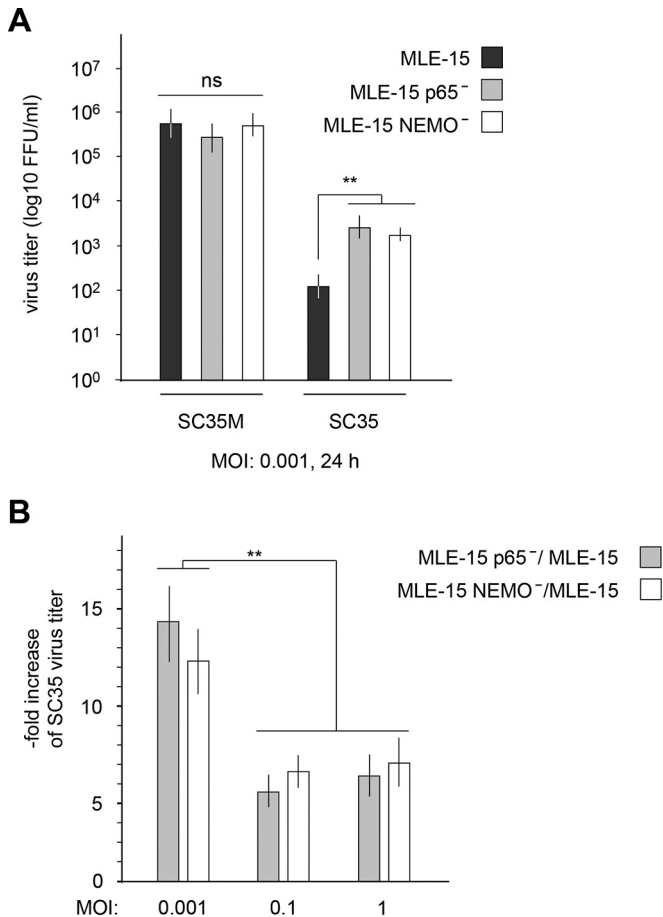 A
MLE-15
MLE-15 p65⁻
MLE-15 NEMO⁻
virus titer (log10 FFU/ml)
10⁷
10⁶
10⁵
10⁴
10³
10²
10¹
10⁰
ns
**
SC35M
SC35
MOI: 0.001, 24 h
B
MLE-15 p65⁻/ MLE-15
MLE-15 NEMO⁻/MLE-15
-fold increase
of SC35 virus titer
15
10
5
0
**
MOI: 0.001 0.1 1